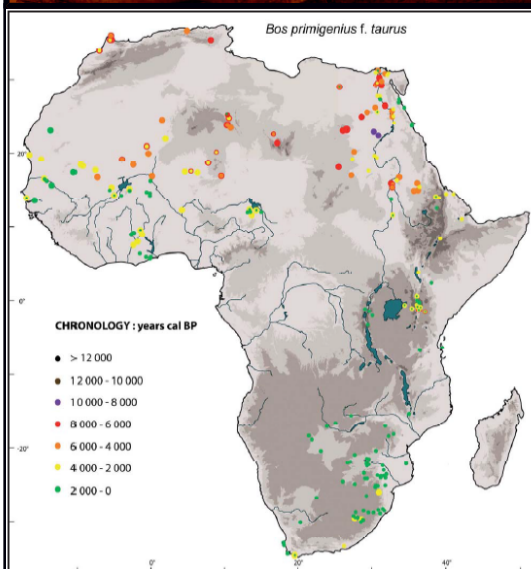 Bos primigenius f. taurus
20°
0°
CHRONOLOGY : years cal BP
> 12 000
12 000 - 10 000
10 000 - 8 000
8 000 - 6 000
6 000 - 4 000
4 000 - 2 000
2 000 - 0
-20°
0°
20°
40°